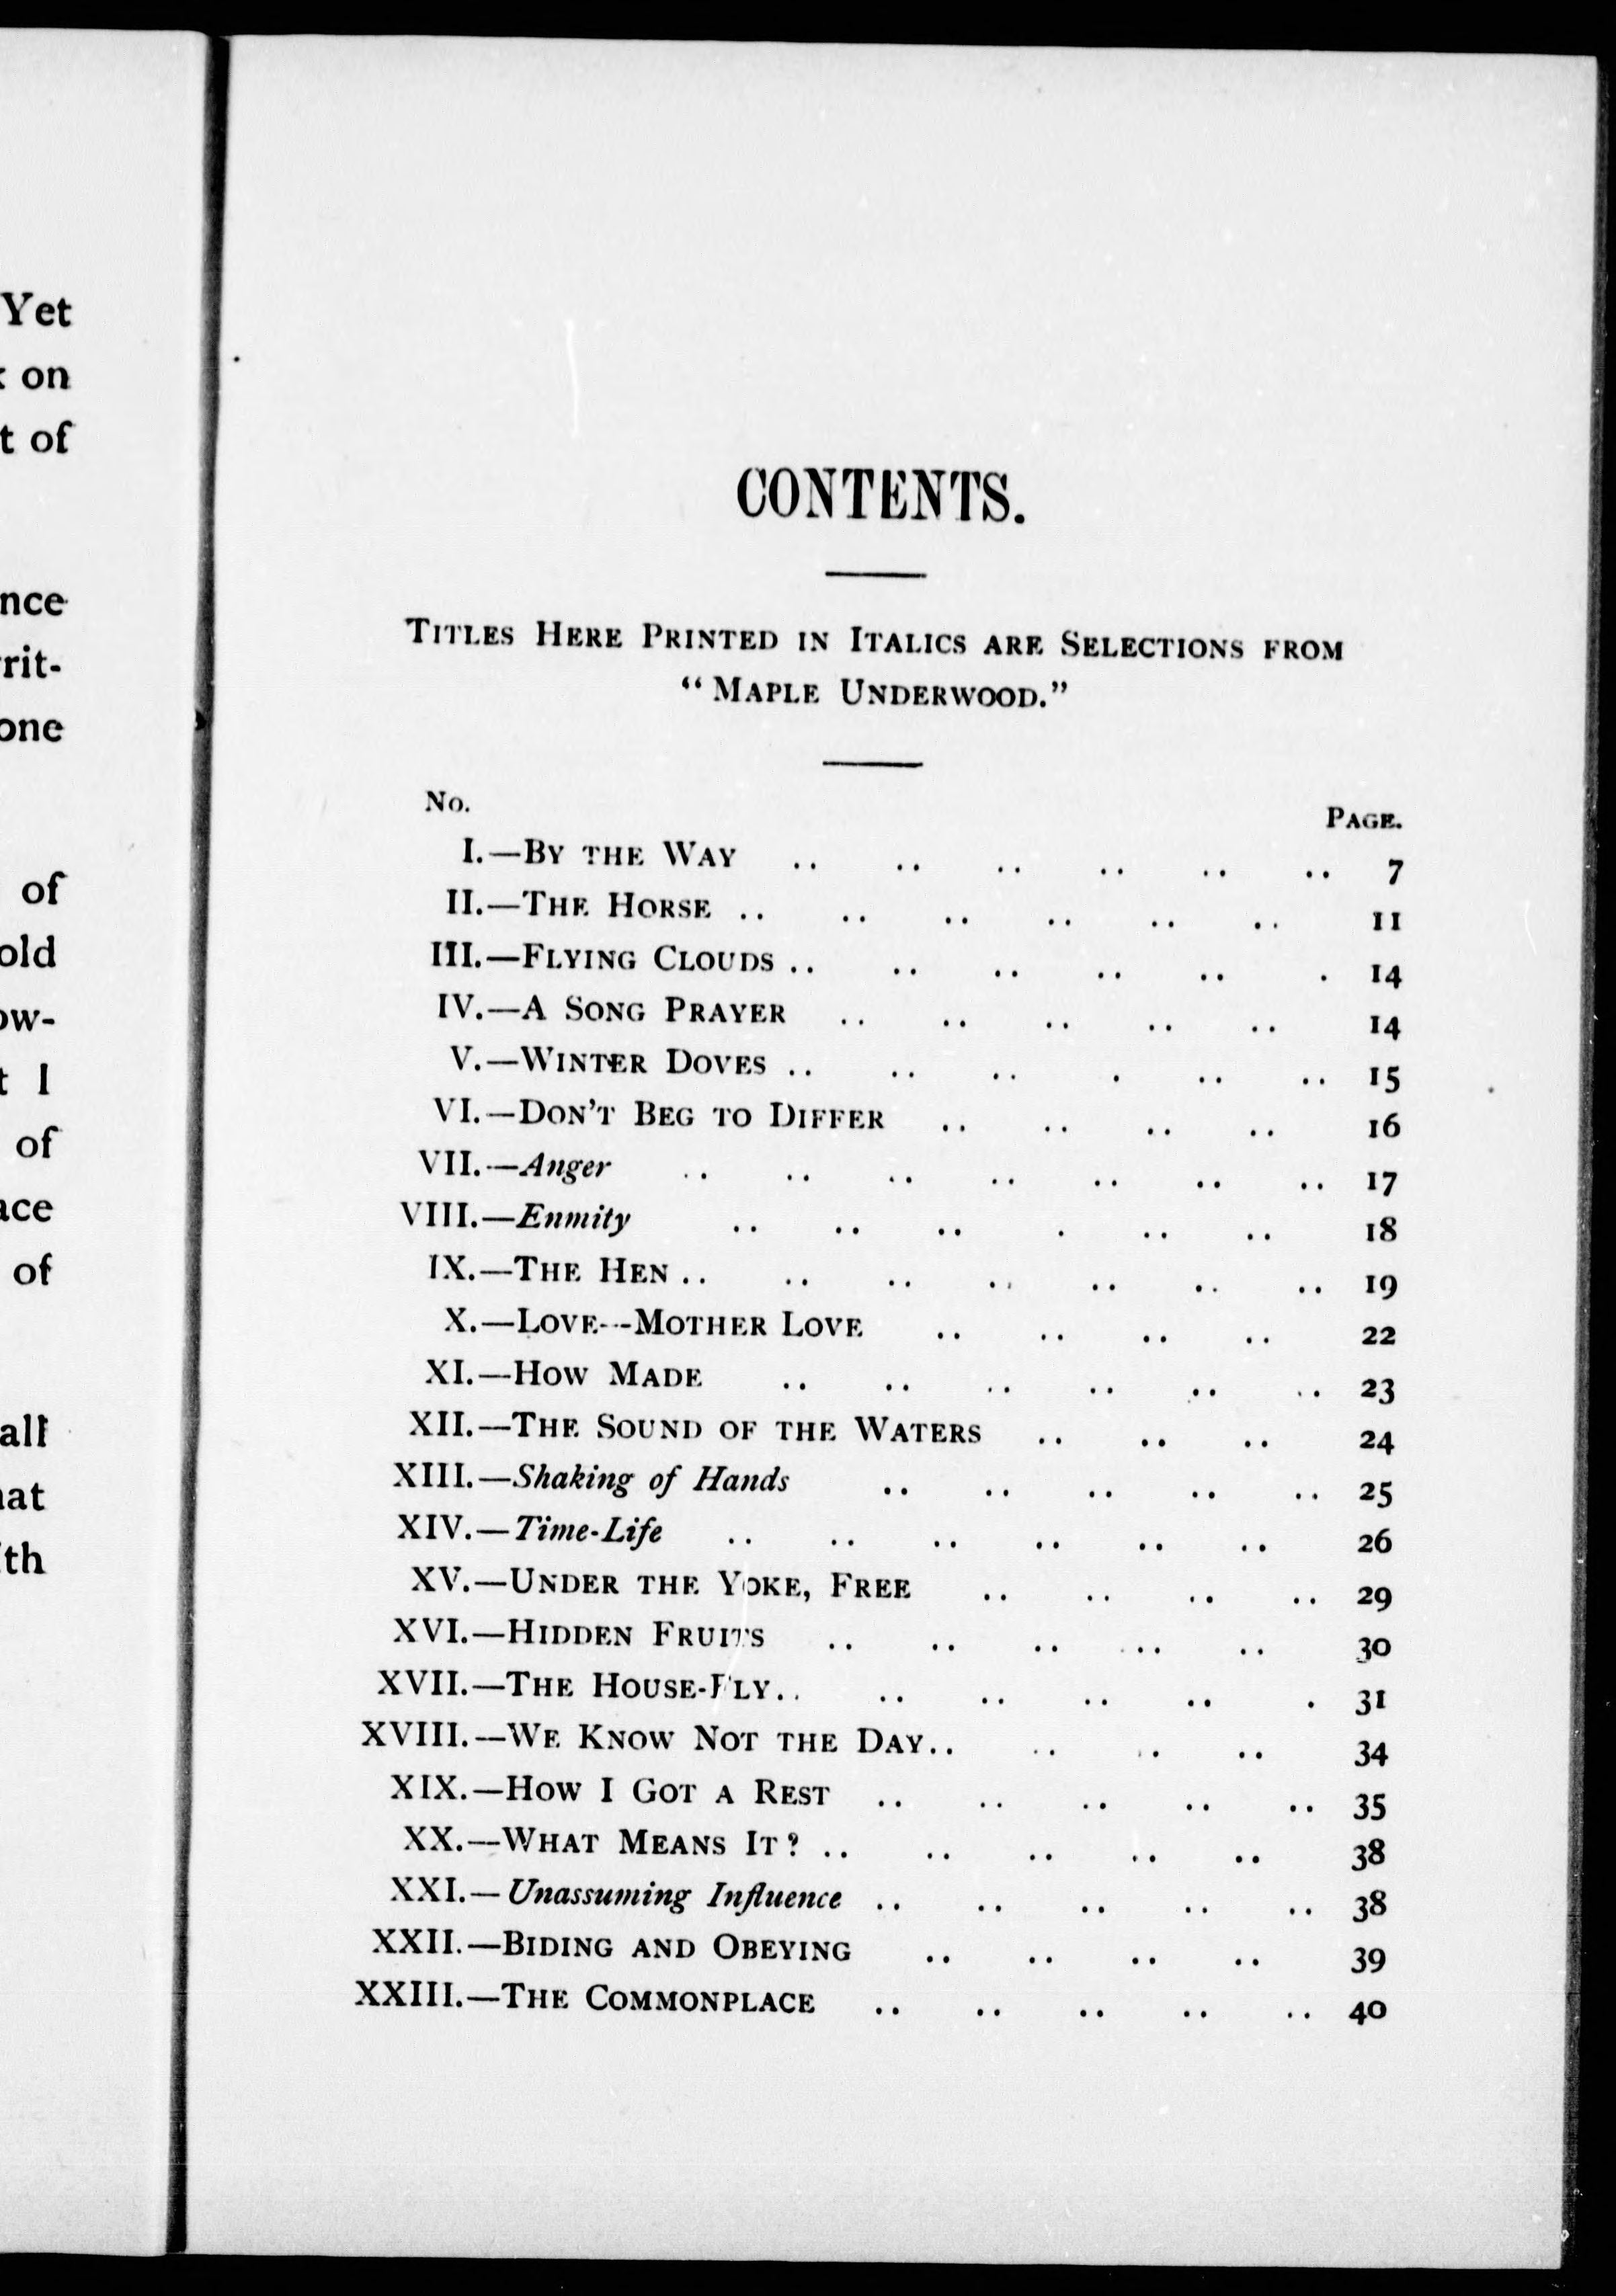 Yet
on
t of
nce
rit-
one
of
old
ow-
t I
of
ace
of
all
hat
ith
CONTENTS.
TITLES HERE PRINTED IN ITALICS ARE SELECTIONS FROM
“MAPLE UNDERWOOD.”
No. PAGE.
I.—BY THE WAY .. .. .. .. .. .. 7
II.—THE HORSE .. .. .. .. .. .. 11
III.—FLYING CLOUDS .. .. .. .. .. . 14
IV.—A SONG PRAYER .. .. .. .. .. 14
V.—WINTER DOVES .. .. .. . .. .. 15
VI.—DON'T BEG TO DIFFER .. .. .. .. 16
VII.—Anger .. .. .. .. .. .. .. 17
VIII.—Enmity .. .. .. . .. .. 18
IX.—THE HEN .. .. .. .. .. .. .. 19
X.—LOVE--MOTHER LOVE .. .. .. .. 22
XI.—HOW MADE .. .. .. .. .. .. 23
XII.—THE SOUND OF THE WATERS .. .. .. 24
XIII.—Shaking of Hands .. .. .. .. .. 25
XIV.—Time-Life .. .. .. .. .. .. 26
XV.—UNDER THE YOKE, FREE .. .. .. .. 29
XVI.—HIDDEN FRUITS .. .. .. .. .. 30
XVII.—THE HOUSE-FLY .. .. .. .. .. . 31
XVIII.—WE KNOW NOT THE DAY .. .. .. .. 34
XIX.—HOW I GOT A REST .. .. .. .. .. 35
XX.—WHAT MEANS IT? .. .. .. .. .. 38
XXI.—Unassuming Influence .. .. .. .. .. 38
XXII.—BIDING AND OBEYING .. .. .. .. 39
XXIII.—THE COMMONPLACE .. .. .. .. .. 40